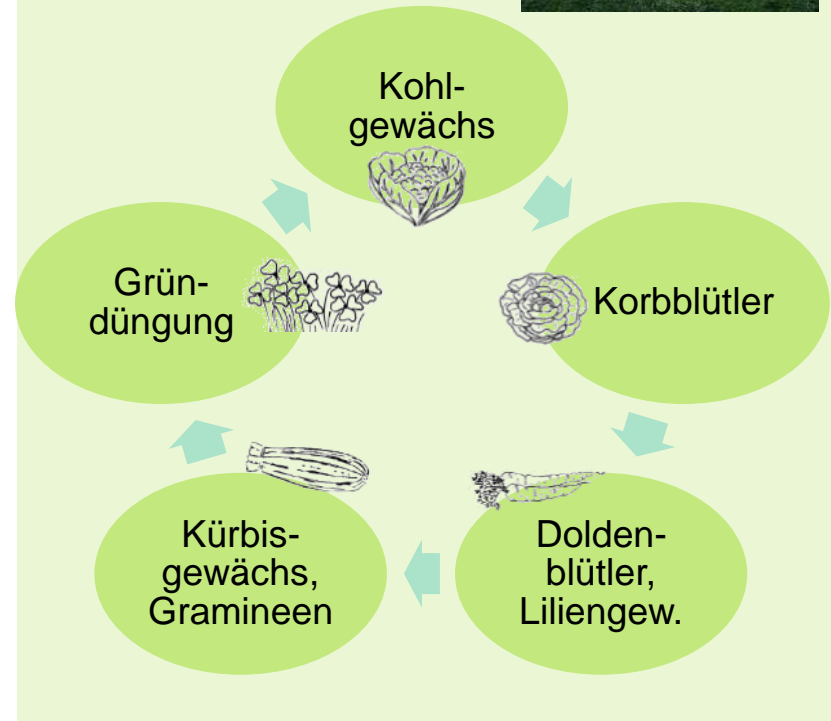 Kohl-
gewächs
Korbblütler
Dolden-
blütler,
Liliengew.
Kürbis-
gewächs,
Gramineen
Grün-
düngung